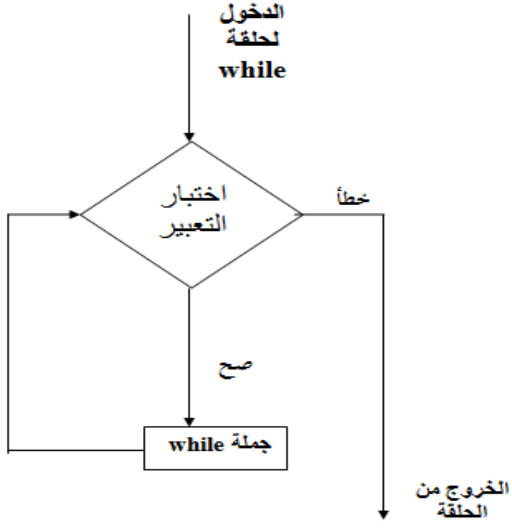 الدخول
لحلقة
while
اختبار
التعبير
خطأ
صح
جملة while
الخروج من
الحلقة